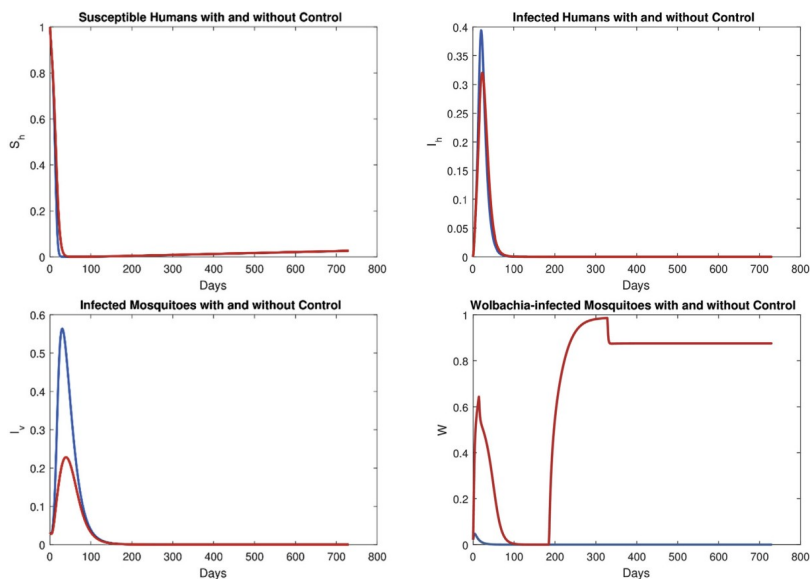 Susceptible Humans with and without Control
1
0.8
0.6
0.4
0.2
0
S_h
0 100 200 300 400 500 600 700 800
Days
Infected Humans with and without Control
0.4
0.35
0.3
0.25
0.2
0.15
0.1
0.05
0
I_h
0 100 200 300 400 500 600 700 800
Days
Infected Mosquitoes with and without Control
0.6
0.5
0.4
0.3
0.2
0.1
0
I_v
0 100 200 300 400 500 600 700 800
Days
Wolbachia-infected Mosquitoes with and without Control
1
0.8
0.6
0.4
0.2
0
W
0 100 200 300 400 500 600 700 800
Days